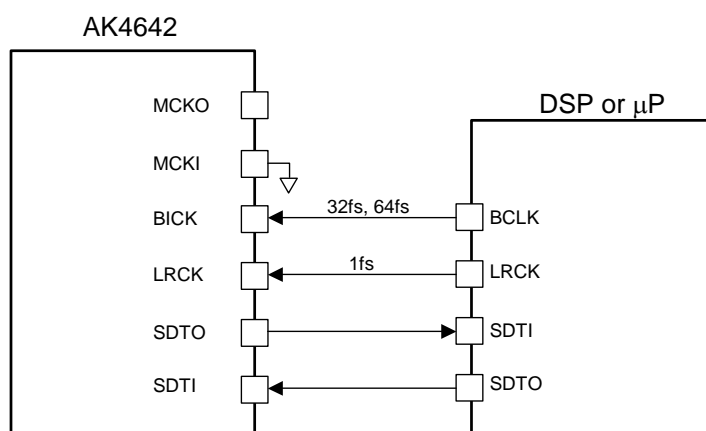 AK4642
DSP or μP
MCKO
MCKI
BICK
32fs, 64fs
BCLK
LRCK
1fs
LRCK
SDTO
SDTI
SDTI
SDTO